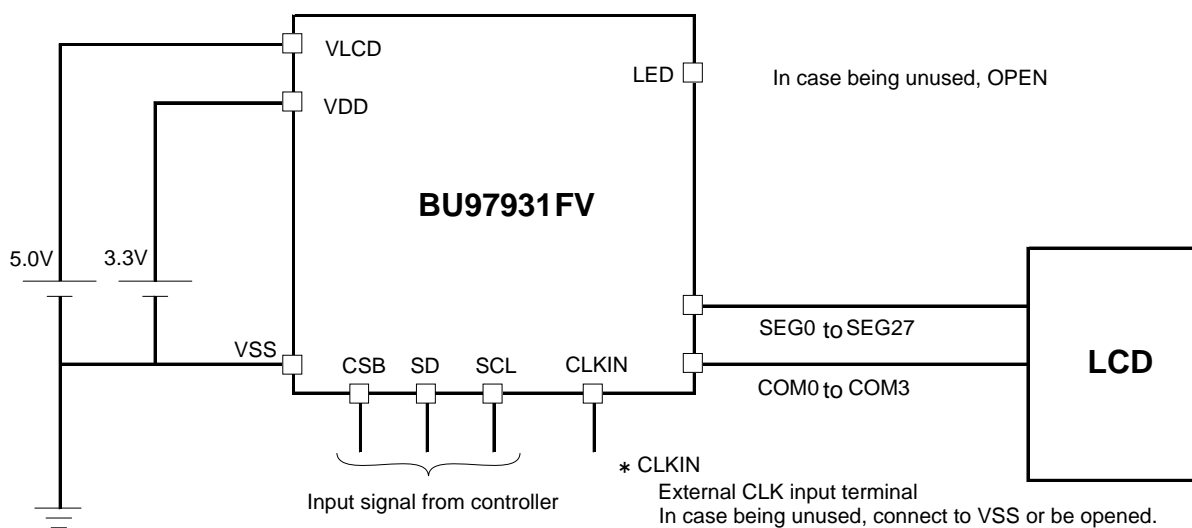 VLCD
LED
In case being unused, OPEN
VDD
BU97931FV
5.0V
3.3V
SEG0 to SEG27
VSS
CSB
SD
SCL
CLKIN
LCD
COM0 to COM3
* CLKIN
Input signal from controller
External CLK input terminal
In case being unused, connect to VSS or be opened.